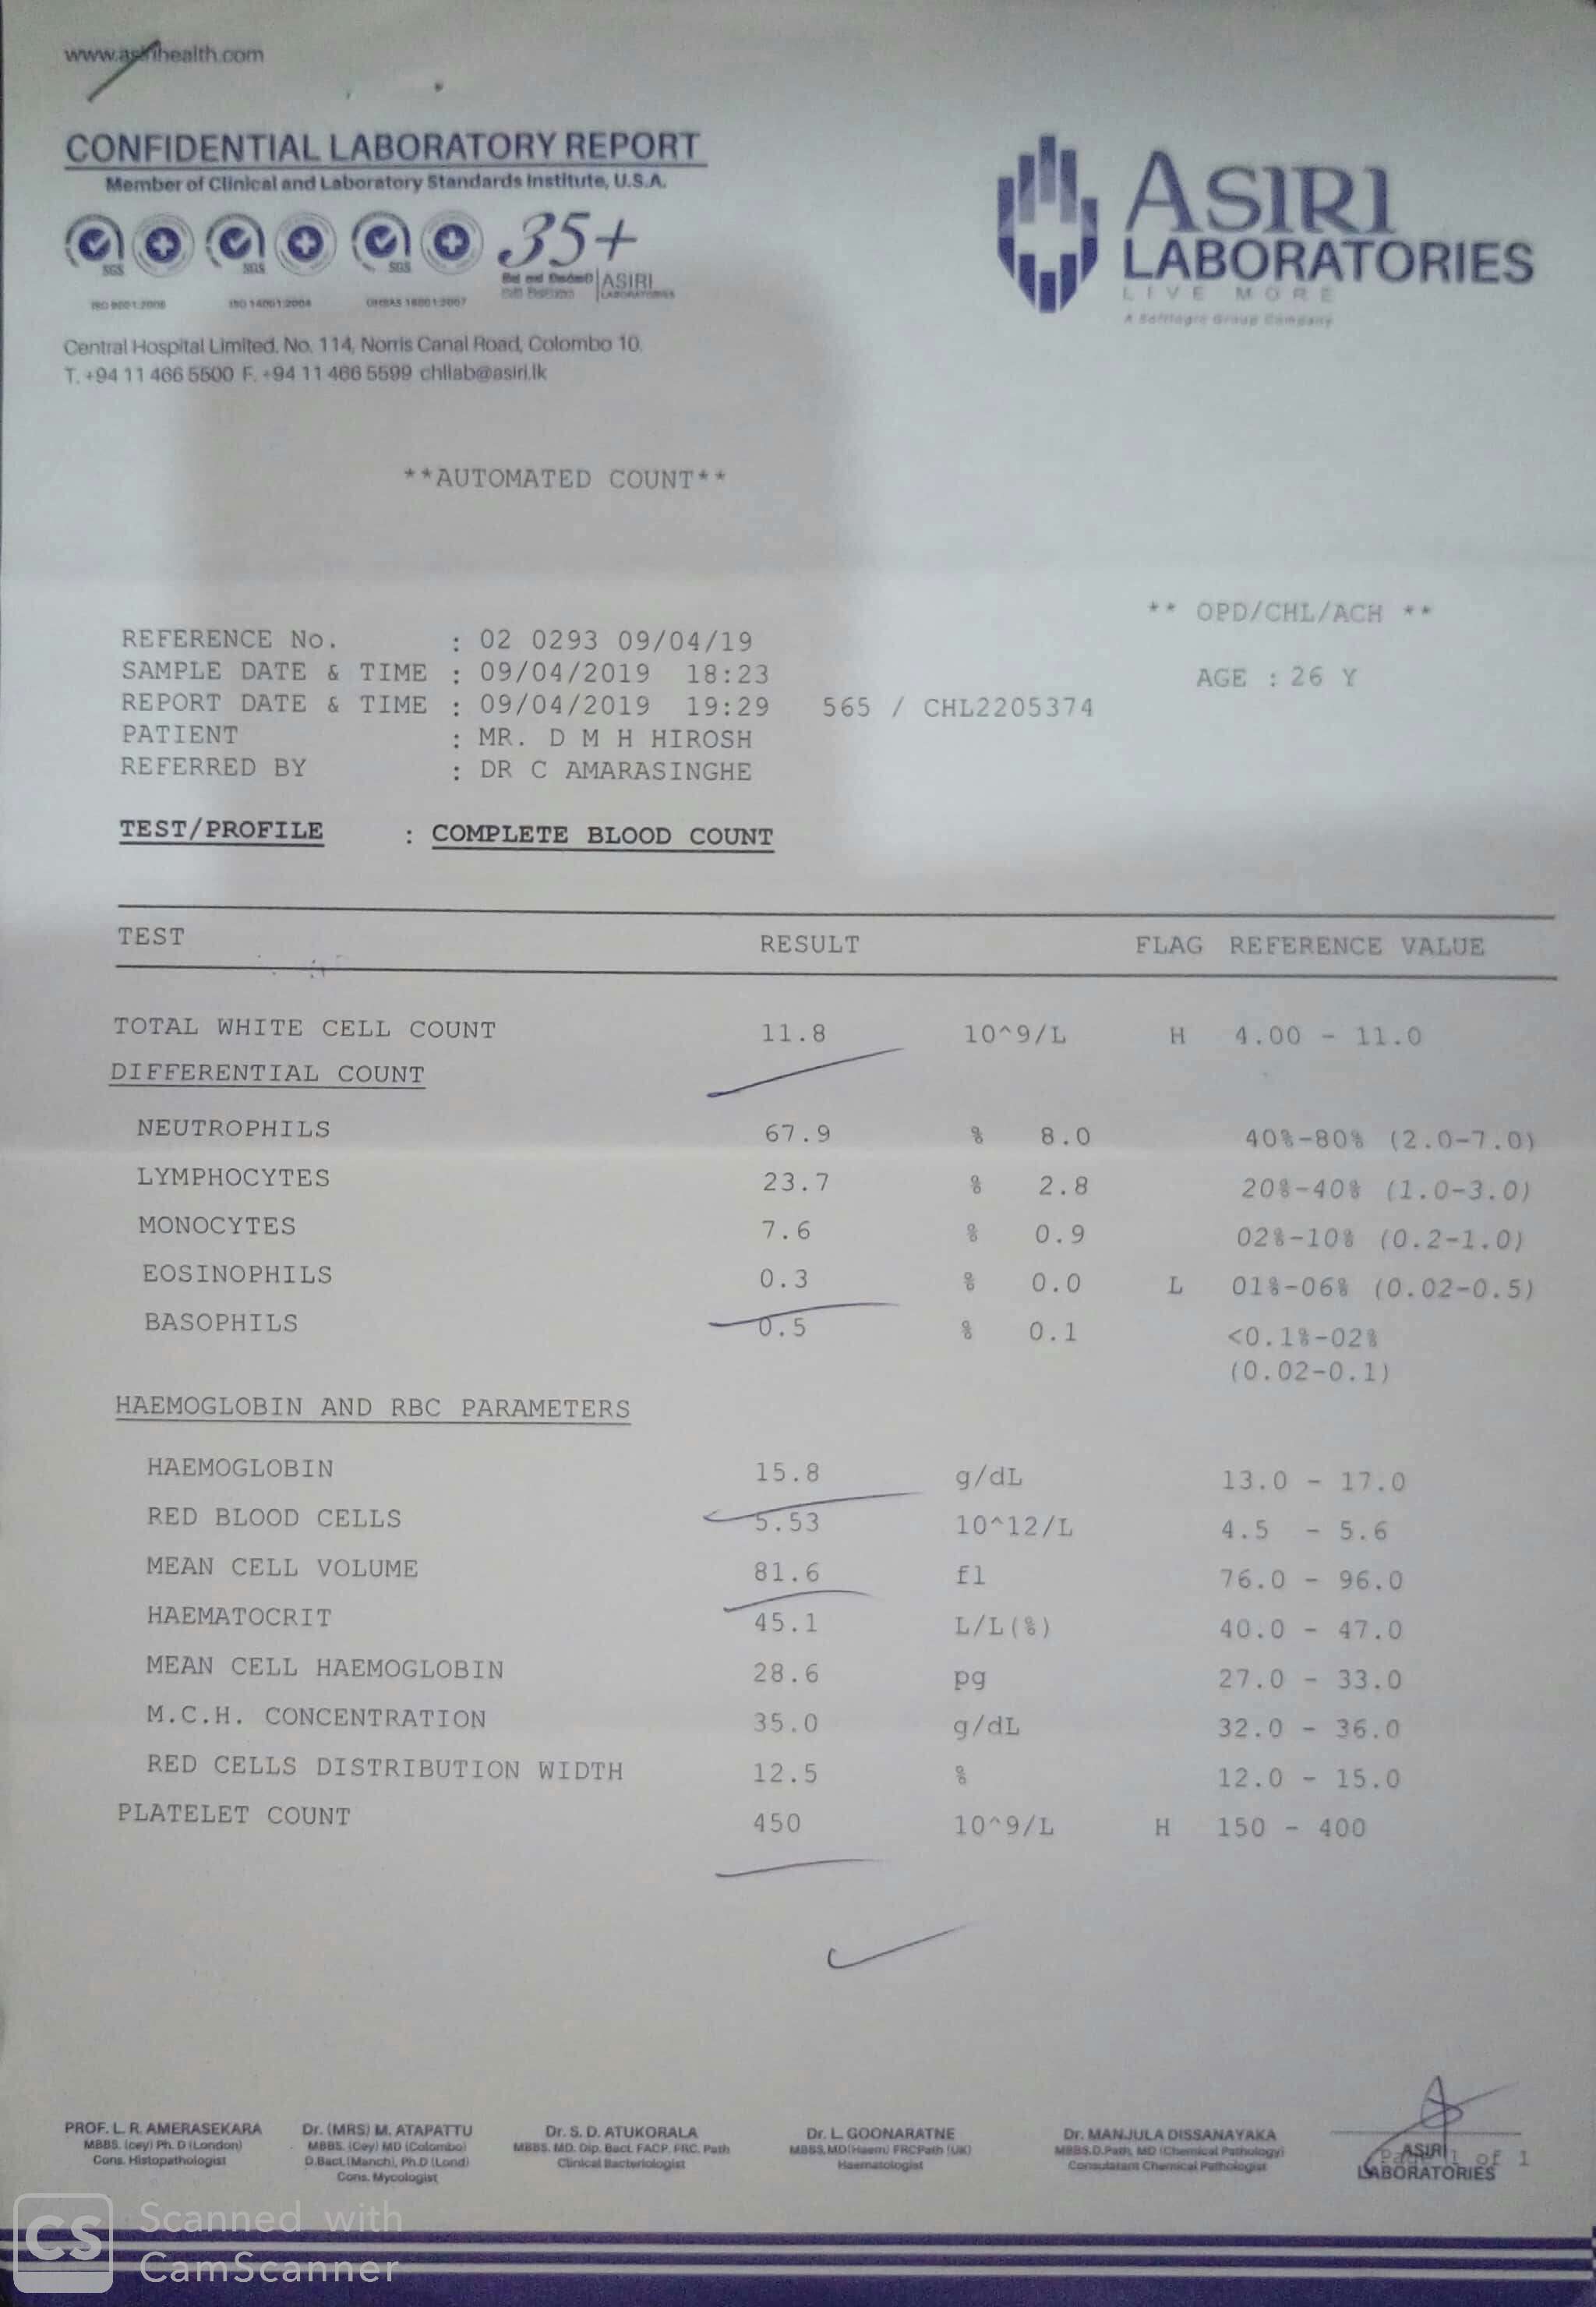 www.asirihealth.com
CONFIDENTIAL LABORATORY REPORT
Member of Clinical and Laboratory Standards Institute, U.S.A.
ASIRI
LABORATORIES
LIVE MORE
A Softlogic Group Company
35+
SGS SGS SGS
ASIRI
LABORATORIES
ISO 9001:2008 ISO 14001:2004 OHSAS 18001:2007
Central Hospital Limited. No. 114, Norris Canal Road, Colombo 10.
T. +94 11 466 5500 F. +94 11 466 5599 chllab@asiri.lk
**AUTOMATED COUNT**
** OPD/CHL/ACH **
REFERENCE No. : 02 0293 09/04/19
SAMPLE DATE & TIME : 09/04/2019 18:23 AGE : 26 Y
REPORT DATE & TIME : 09/04/2019 19:29 565 / CHL2205374
PATIENT : MR. D M H HIROSH
REFERRED BY : DR C AMARASINGHE
TEST/PROFILE : COMPLETE BLOOD COUNT
TEST RESULT FLAG REFERENCE VALUE
TOTAL WHITE CELL COUNT 11.8 10^9/L H 4.00 - 11.0
DIFFERENTIAL COUNT
NEUTROPHILS 67.9 % 8.0 40%-80% (2.0-7.0)
LYMPHOCYTES 23.7 % 2.8 20%-40% (1.0-3.0)
MONOCYTES 7.6 % 0.9 02%-10% (0.2-1.0)
EOSINOPHILS 0.3 % 0.0 L 01%-06% (0.02-0.5)
BASOPHILS 0.5 % 0.1 <0.1%-02%
(0.02-0.1)
HAEMOGLOBIN AND RBC PARAMETERS
HAEMOGLOBIN 15.8 g/dL 13.0 - 17.0
RED BLOOD CELLS 5.53 10^12/L 4.5 - 5.6
MEAN CELL VOLUME 81.6 fl 76.0 - 96.0
HAEMATOCRIT 45.1 L/L(%) 40.0 - 47.0
MEAN CELL HAEMOGLOBIN 28.6 pg 27.0 - 33.0
M.C.H. CONCENTRATION 35.0 g/dL 32.0 - 36.0
RED CELLS DISTRIBUTION WIDTH 12.5 % 12.0 - 15.0
PLATELET COUNT 450 10^9/L H 150 - 400
PROF. L. R. AMERASEKARA
MBBS. (cey) Ph. D (London)
Cons. Histopathologist
Dr. (MRS) M. ATAPATTU
MBBS. (Cey) MD (Colombo)
D.Bact.(Manch), Ph.D (Lond)
Cons. Mycologist
Dr. S. D. ATUKORALA
MBBS. MD. Dip. Bact. FACP. FRC. Path
Clinical Bacteriologist
Dr. L. GOONARATNE
MBBS,MD(Haem) FRCPath (UK)
Haematologist
Dr. MANJULA DISSANAYAKA
MBBS.D.Path, MD (Chemical Pathology)
Consulatant Chemical Pathologist
Page 1 of 1
ASIRI
LABORATORIES
CS
Scanned with
CamScanner